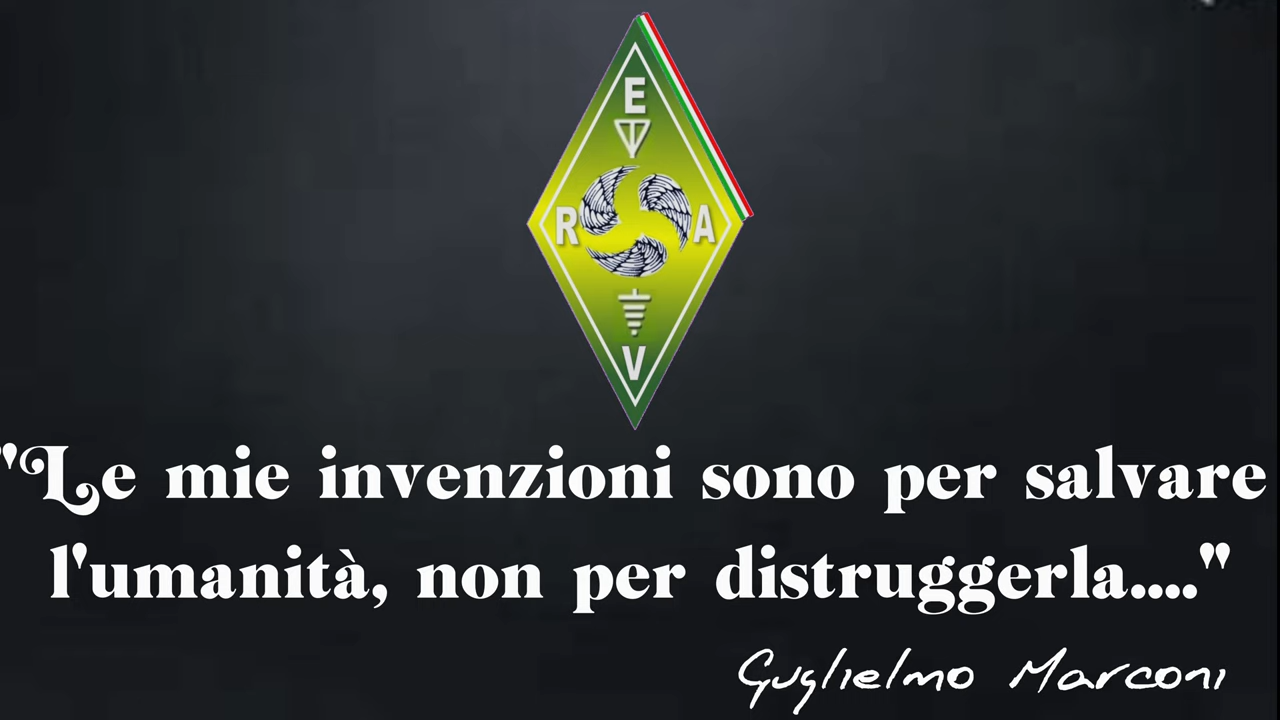 E
R A
V
"Le mie invenzioni sono per salvare
l'umanità, non per distruggerla...."
Guglielmo Marconi